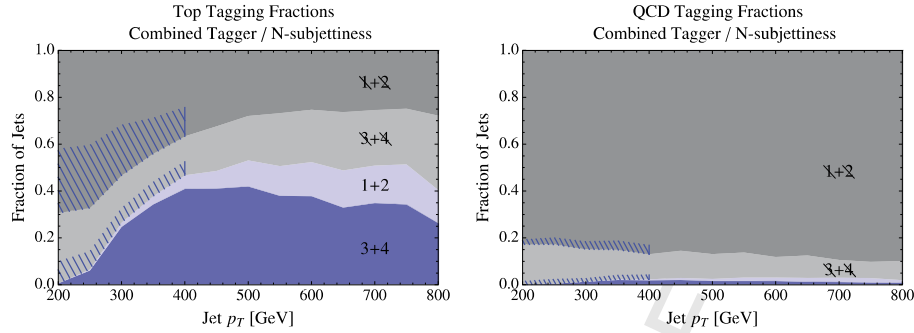 Top Tagging Fractions
Combined Tagger / N-subjettiness
1.0
0.8
0.6
0.4
0.2
0.0
Fraction of Jets
1+2
3+4
1+2
3+4
200 300 400 500 600 700 800
Jet pT [GeV]
QCD Tagging Fractions
Combined Tagger / N-subjettiness
1.0
0.8
0.6
0.4
0.2
0.0
Fraction of Jets
1+2
3+4
200 300 400 500 600 700 800
Jet pT [GeV]